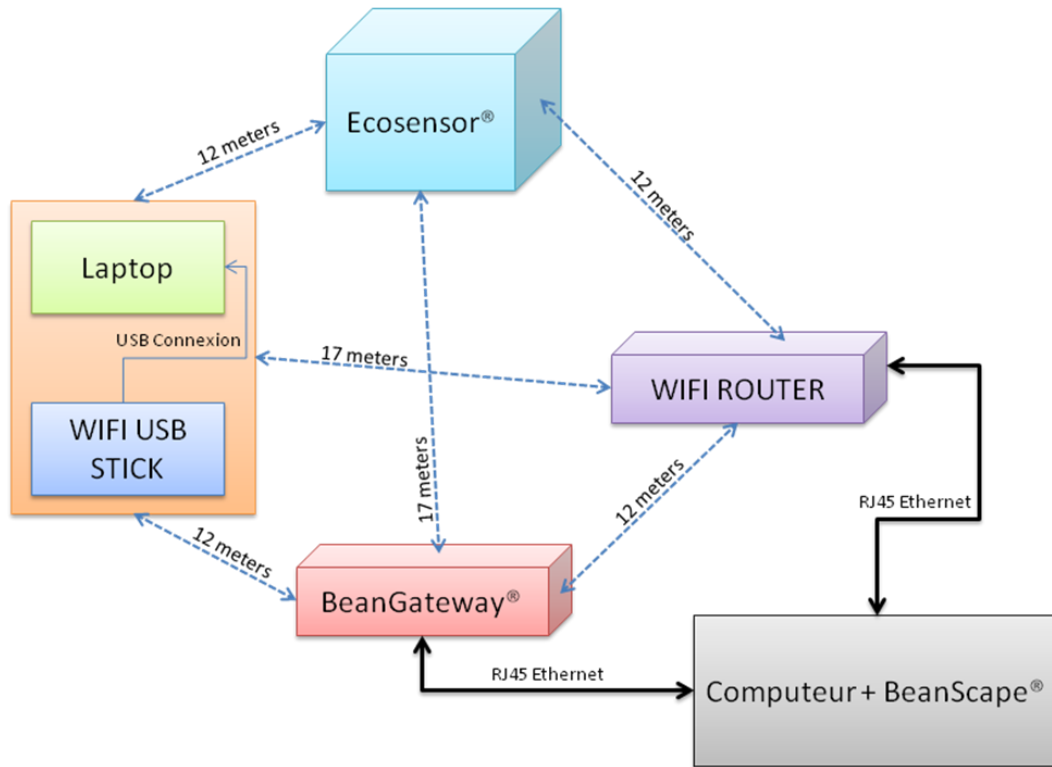 Ecosensor®
12 meters
12 meters
Laptop
USB Connexion
17 meters
WIFI ROUTER
WIFI USB
STICK
17 meters
12 meters
RJ45 Ethernet
12 meters
BeanGateway®
RJ45 Ethernet
Computeur + BeanScape®